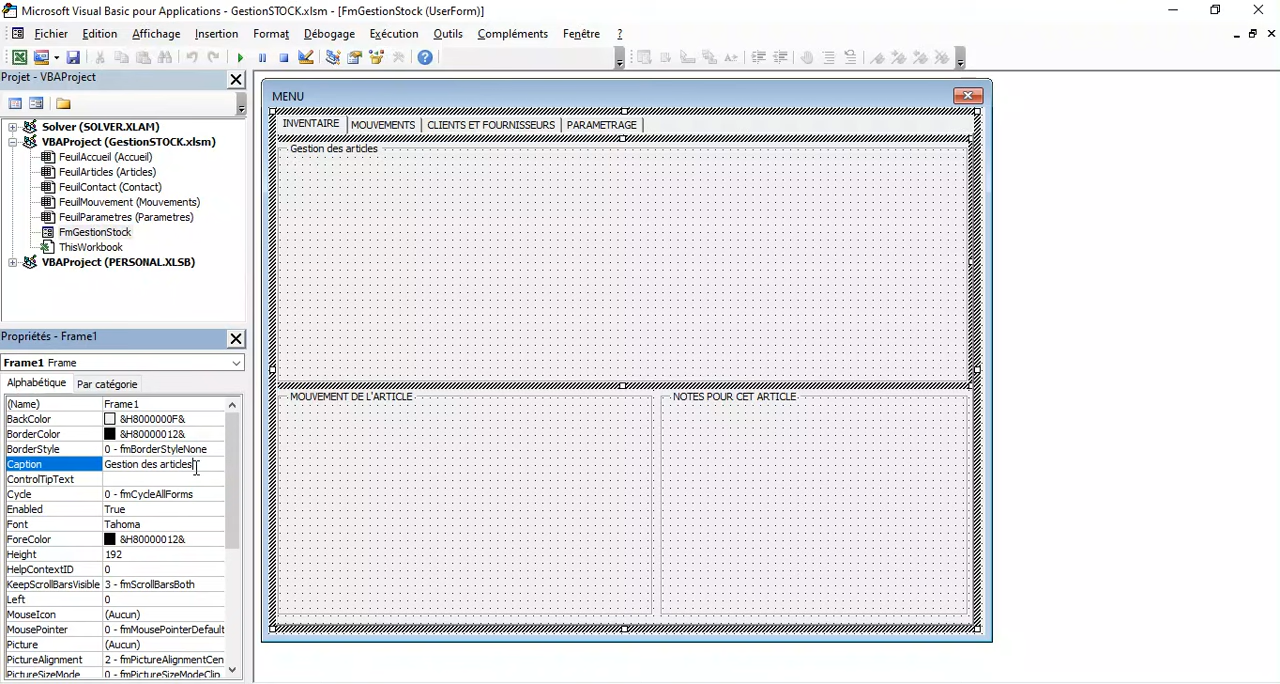 Microsoft Visual Basic pour Applications - GestionSTOCK.xlsm - [FmGestionStock (UserForm)]
Fichier Edition Affichage Insertion Format Débogage Exécution Outils Compléments Fenêtre ?
Projet - VBAProject
Solver (SOLVER.XLAM)
VBAProject (GestionSTOCK.xlsm)
FeuilAccueil (Accueil)
FeuilArticles (Articles)
FeuilContact (Contact)
FeuilMouvement (Mouvements)
FeuilParametres (Parametres)
FmGestionStock
ThisWorkbook
VBAProject (PERSONAL.XLSB)
Propriétés - Frame1
Frame1 Frame
Alphabétique Par catégorie
(Name) Frame1
BackColor &H8000000F&
BorderColor &H80000012&
BorderStyle 0 - fmBorderStyleNone
Caption Gestion des articles
ControlTipText
Cycle 0 - fmCycleAllForms
Enabled True
Font Tahoma
ForeColor &H80000012&
Height 192
HelpContextID 0
KeepScrollBarsVisible 3 - fmScrollBarsBoth
Left 0
MouseIcon (Aucun)
MousePointer 0 - fmMousePointerDefault
Picture (Aucun)
PictureAlignment 2 - fmPictureAlignmentCen
PictureSizeMode 0 - fmPictureSizeModeClip
MENU
INVENTAIRE MOUVEMENTS CLIENTS ET FOURNISSEURS PARAMETRAGE
Gestion des articles
MOUVEMENT DE L'ARTICLE
NOTES POUR CET ARTICLE